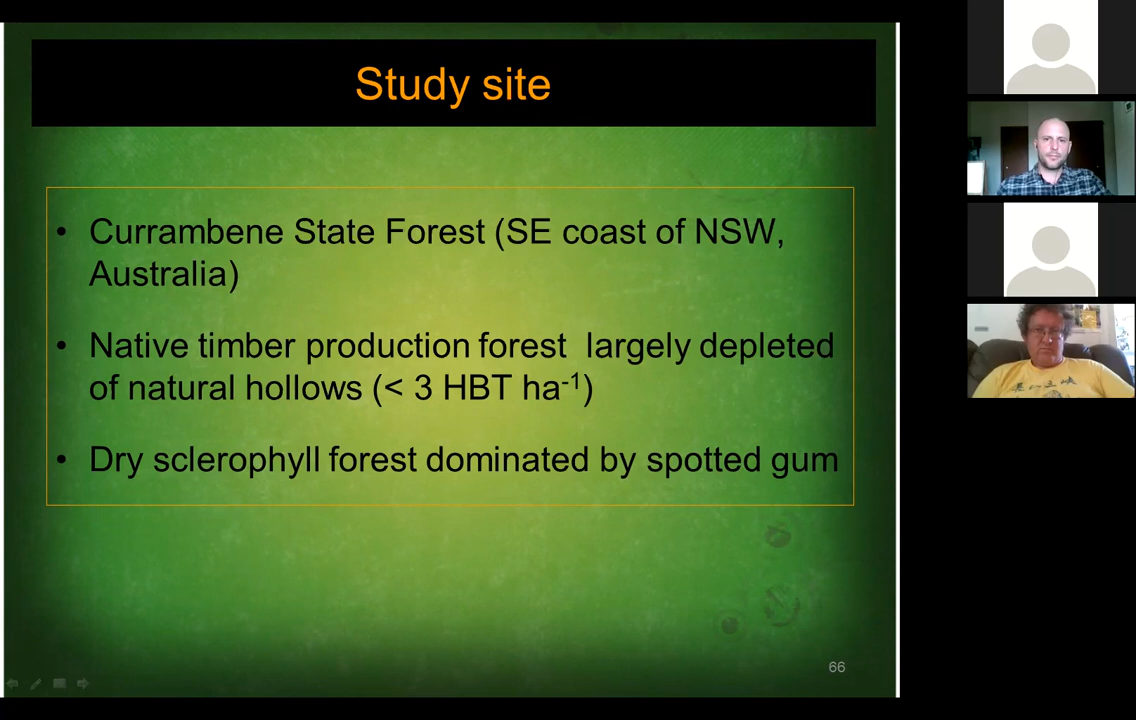 Study site
• Currambene State Forest (SE coast of NSW,
Australia)
• Native timber production forest largely depleted
of natural hollows (< 3 HBT ha⁻¹)
• Dry sclerophyll forest dominated by spotted gum
66